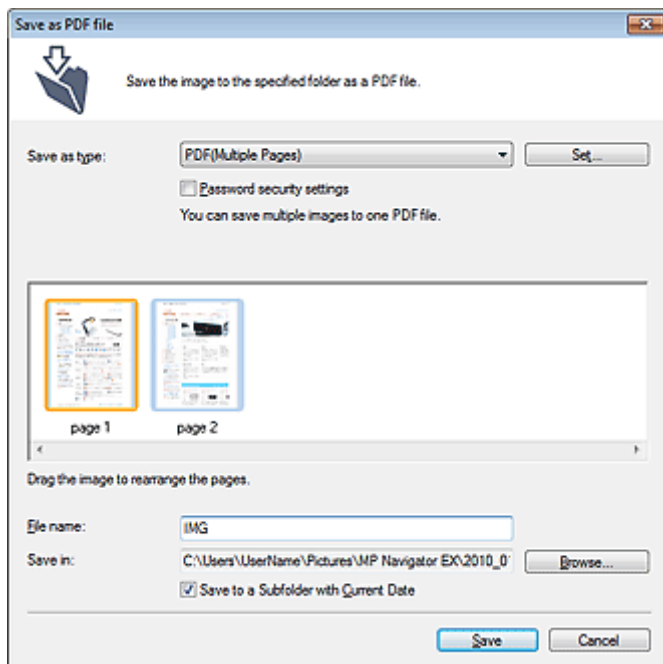 Save as PDF file
Save the image to the specified folder as a PDF file.
Save as type:
PDF(Multiple Pages)
Set...
Password security settings
You can save multiple images to one PDF file.
page 1
page 2
Drag the image to rearrange the pages.
File name:
IMG
Save in:
C:\Users\UserName\Pictures\MP Navigator EX\2010_0
Browse...
Save to a Subfolder with Current Date
Save
Cancel